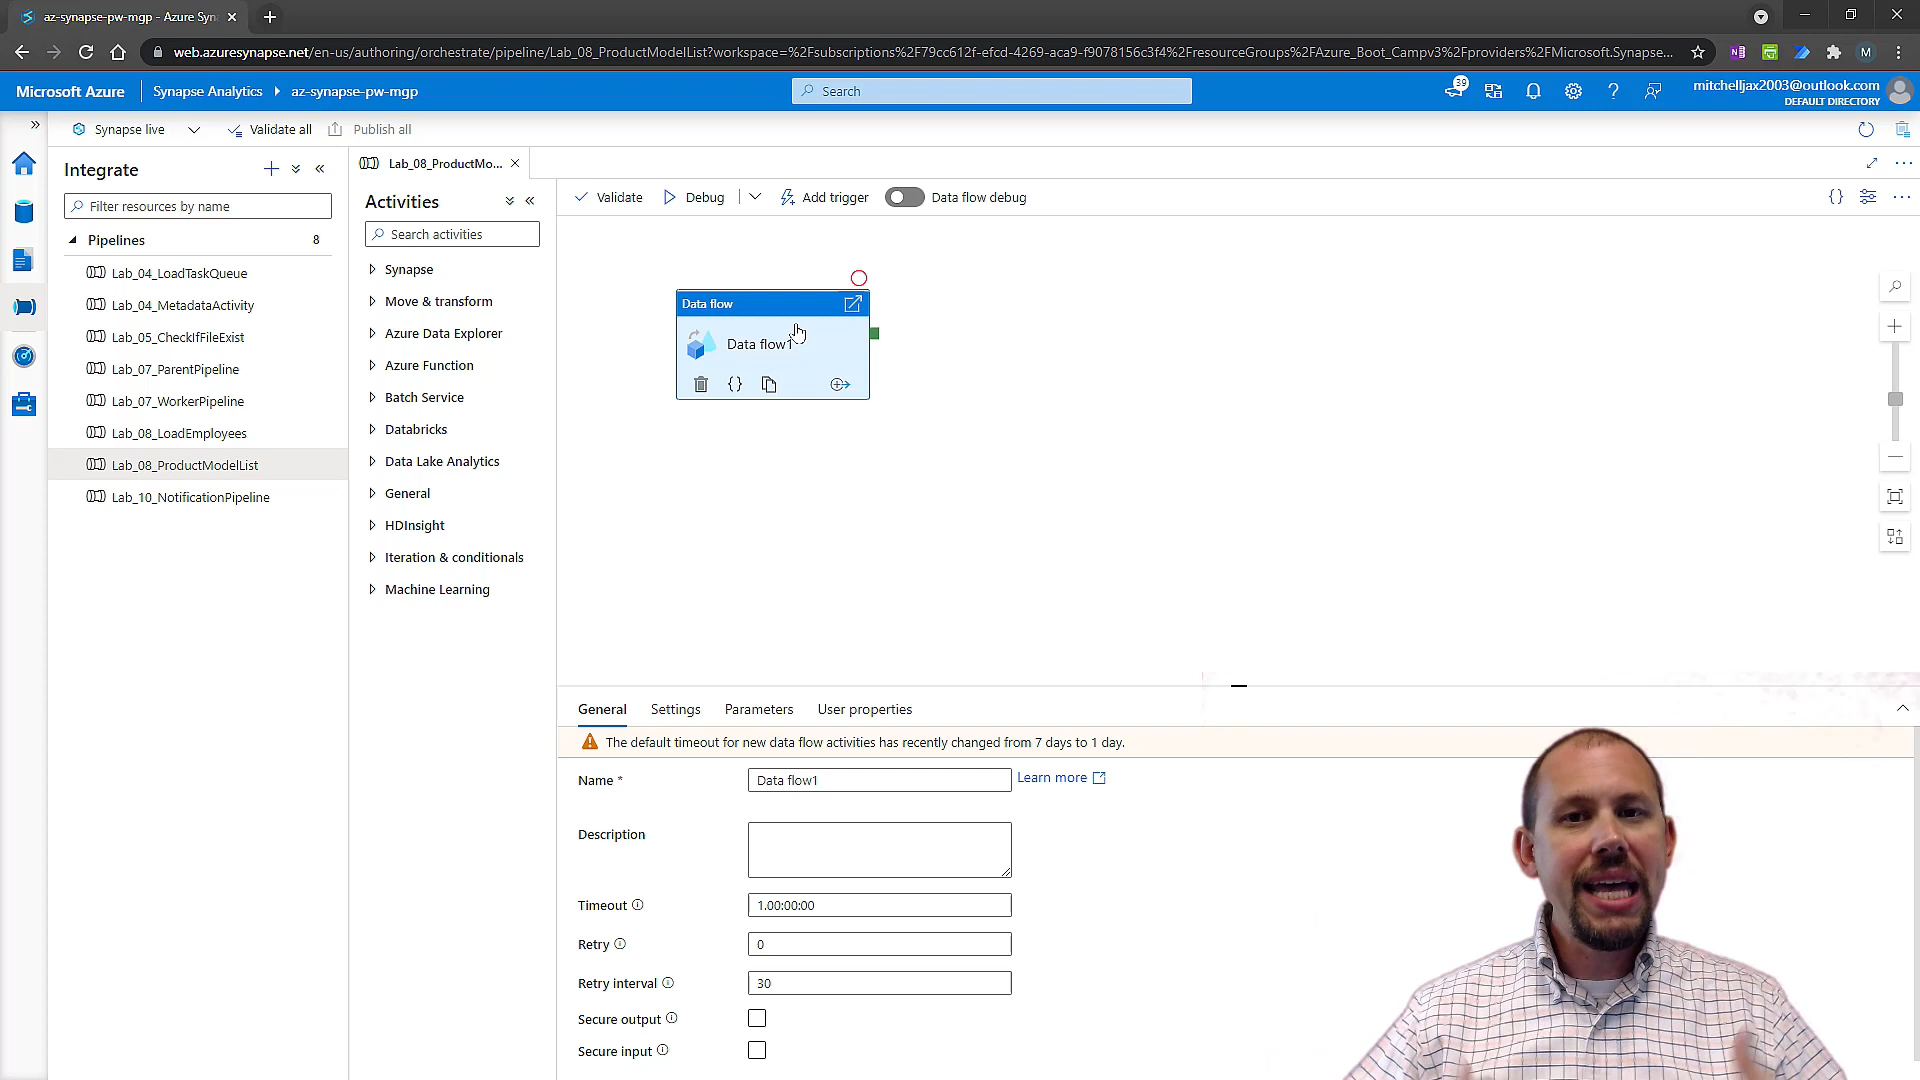 az-synapse-pw-mgp - Azure Syn
web.azuresynapse.net/en-us/authoring/orchestrate/pipeline/Lab_08_ProductModelList?workspace=%2Fsubscriptions%2F79cc612f-efcd-4269-aca9-f9078156c3f4%2FresourceGroups%2FAzure_Boot_Campv3%2Fproviders%2FMicrosoft.Synapse...
M
Microsoft Azure
Synapse Analytics
az-synapse-pw-mgp
Search
39
mitchelljax2003@outlook.com
DEFAULT DIRECTORY
Synapse live
Validate all
Publish all
Integrate
Filter resources by name
Pipelines 8
Lab_04_LoadTaskQueue
Lab_04_MetadataActivity
Lab_05_CheckIfFileExist
Lab_07_ParentPipeline
Lab_07_WorkerPipeline
Lab_08_LoadEmployees
Lab_08_ProductModelList
Lab_10_NotificationPipeline
Lab_08_ProductMo...
Activities
Search activities
Synapse
Move & transform
Azure Data Explorer
Azure Function
Batch Service
Databricks
Data Lake Analytics
General
HDInsight
Iteration & conditionals
Machine Learning
Validate
Debug
Add trigger
Data flow debug
Data flow
Data flow1
General
Settings
Parameters
User properties
The default timeout for new data flow activities has recently changed from 7 days to 1 day.
Name *
Data flow1
Learn more
Description
Timeout
1.00:00:00
Retry
0
Retry interval
30
Secure output
Secure input